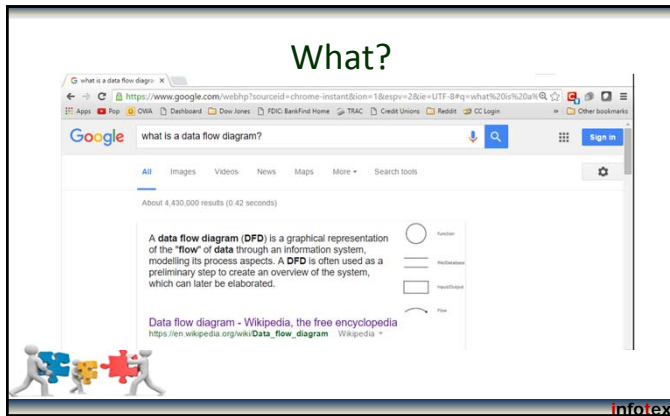 What?
what is a data flow diagra
https://www.google.com/webhp?sourceid=chrome-instant&ion=1&espv=2&ie=UTF-8#q=what%20is%20a%
Apps Pop OWA Dashboard Dow Jones FDIC: BankFind Home TRAC Credit Unions Reddit CC Login » Other bookmarks
Google what is a data flow diagram? Sign in
All Images Videos News Maps More Search tools
About 4,430,000 results (0.42 seconds)
A data flow diagram (DFD) is a graphical representation
of the "flow" of data through an information system,
modelling its process aspects. A DFD is often used as a
preliminary step to create an overview of the system,
which can later be elaborated.
Function
File/Database
Input/Output
Flow
Data flow diagram - Wikipedia, the free encyclopedia
https://en.wikipedia.org/wiki/Data_flow_diagram Wikipedia
infotex